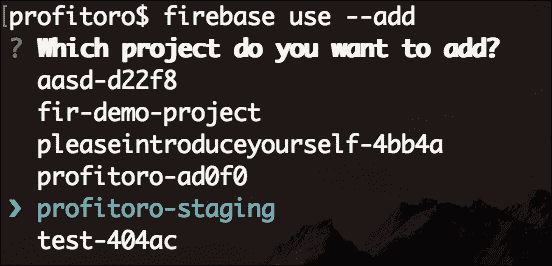 [profitoro$ firebase use --add
? Which project do you want to add?
aasd-d22f8
fir-demo-project
pleaseintroduceyourself-4bb4a
profitoro-ad0f0
❯ profitoro-staging
test-404ac